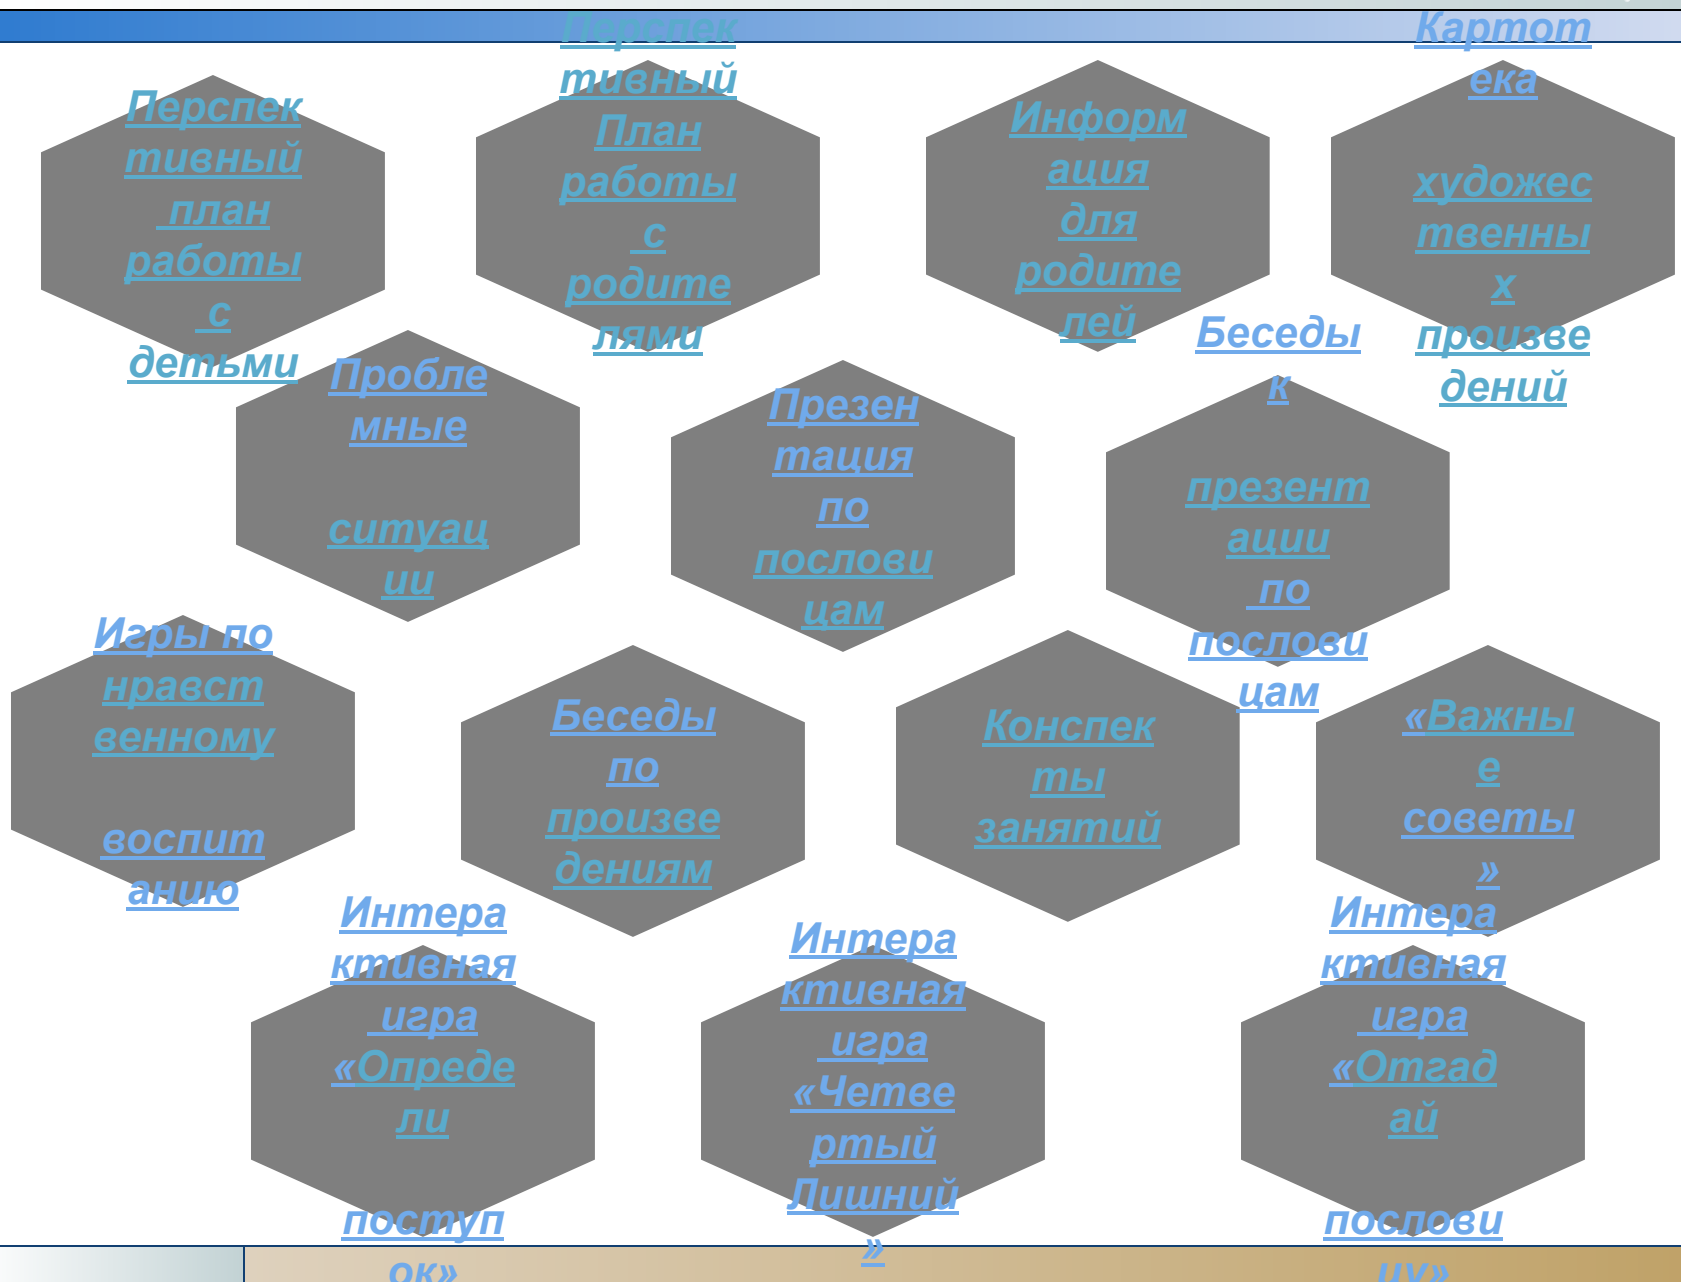 Перспек
тивный
план
работы
с
детьми
Перспек
тивный
План
работы
с
родите
лями
Информ
ация
для
родите
лей
Картот
ека
художес
твенны
х
произве
дений
Пробле
мные
ситуац
ии
Презен
тация
по
послови
цам
Беседы
к
презент
ации
по
послови
цам
Игры по
нравст
венному
воспит
анию
Беседы
по
произве
дениям
Конспек
ты
занятий
«Важны
е
советы
»
Интера
ктивная
игра
«Опреде
ли
поступ
ок»
Интера
ктивная
игра
«Четве
ртый
Лишний
»
Интера
ктивная
игра
«Отгад
ай
послови
цу»